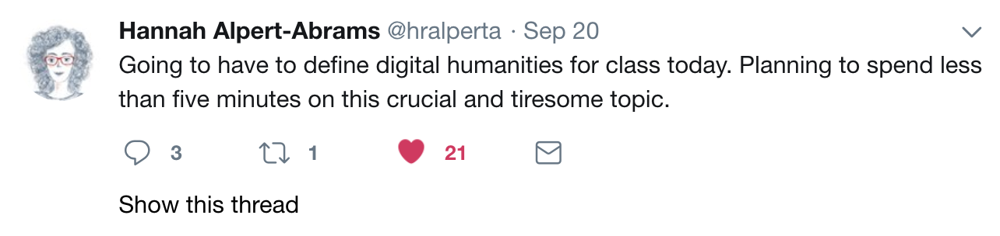 Hannah Alpert-Abrams @hralperta · Sep 20
Going to have to define digital humanities for class today. Planning to spend less
than five minutes on this crucial and tiresome topic.
3 1 21
Show this thread